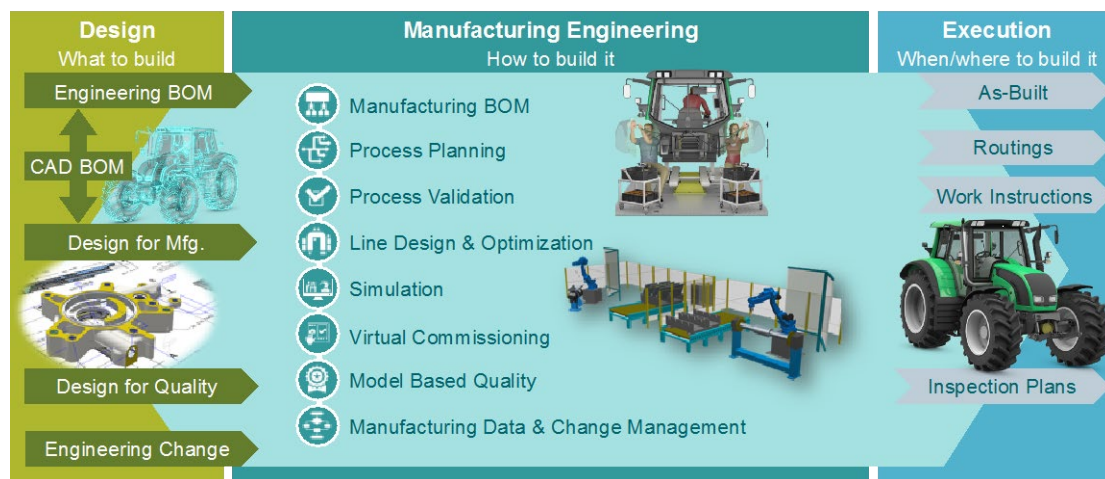 Design
What to build
Engineering BOM
CAD BOM
Design for Mfg.
Design for Quality
Engineering Change
Manufacturing Engineering
How to build it
Manufacturing BOM
Process Planning
Process Validation
Line Design & Optimization
Simulation
Virtual Commissioning
Model Based Quality
Manufacturing Data & Change Management
Execution
When/where to build it
As-Built
Routings
Work Instructions
Inspection Plans